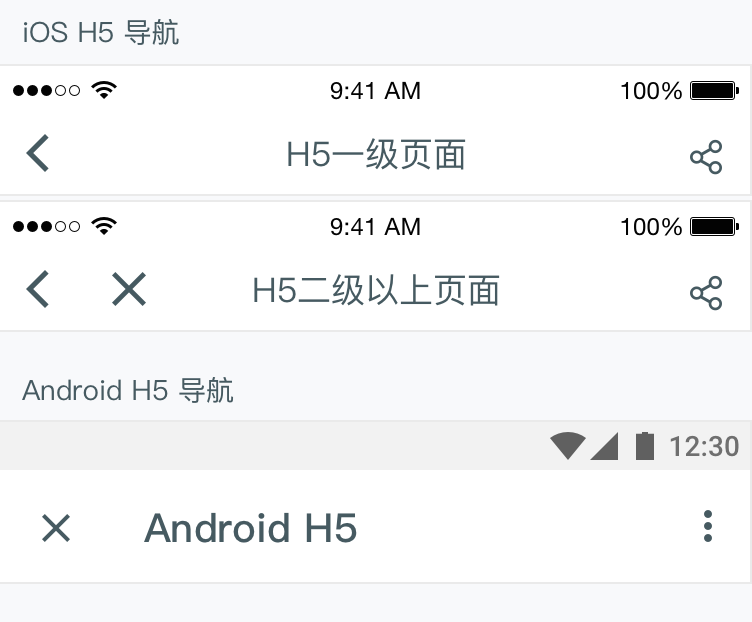 iOS H5 导航
9:41 AM 100%
H5一级页面
9:41 AM 100%
H5二级以上页面
Android H5 导航
12:30
Android H5